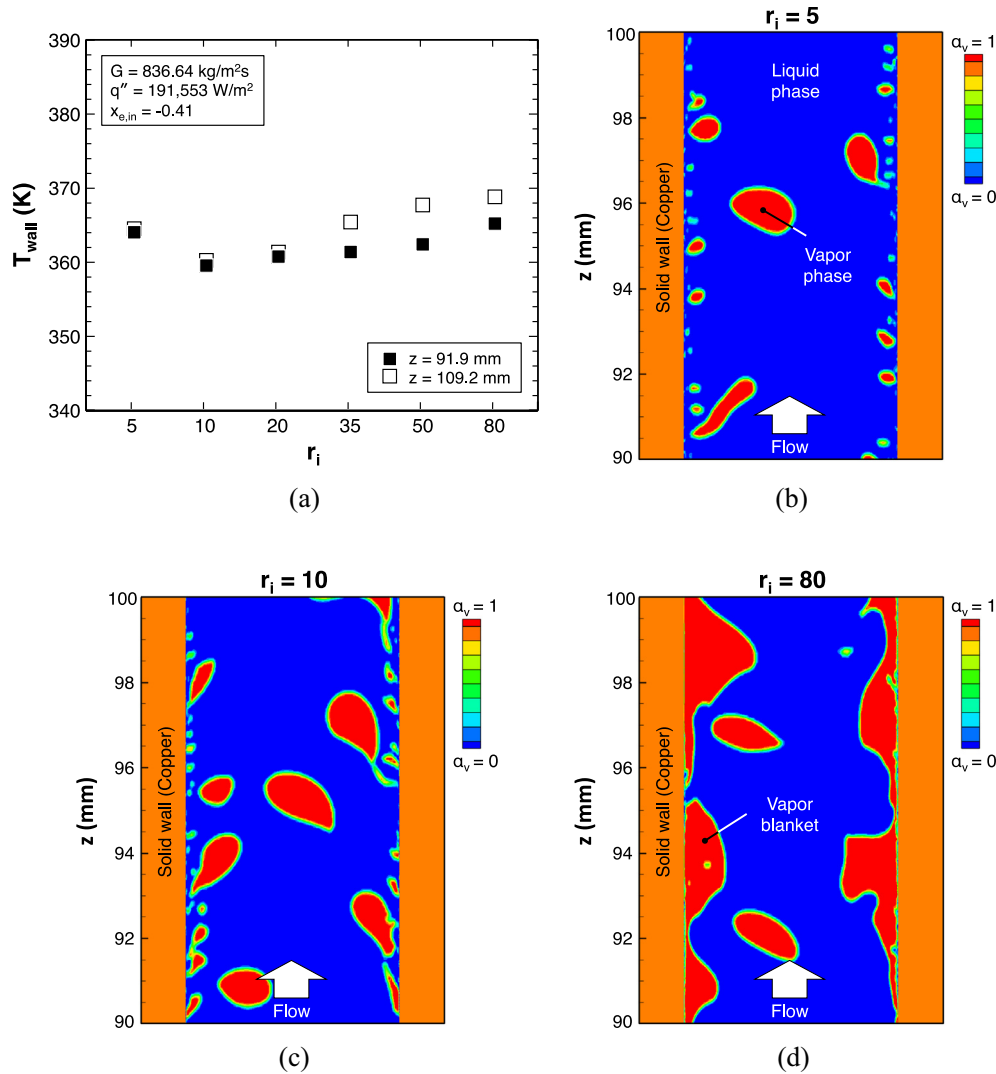 390
380
370
360
350
340
T_wall (K)
G = 836.64 kg/m²s
q″ = 191,553 W/m²
x_e,in = -0.41
z = 91.9 mm
z = 109.2 mm
5 10 20 35 50 80
r_i
(a)
r_i = 5
100
98
96
94
92
90
z (mm)
Solid wall (Copper)
Liquid
phase
Vapor
phase
Flow
α_v = 1
α_v = 0
(b)
r_i = 10
100
98
96
94
92
90
z (mm)
Solid wall (Copper)
Flow
α_v = 1
α_v = 0
(c)
r_i = 80
100
98
96
94
92
90
z (mm)
Solid wall (Copper)
Vapor
blanket
Flow
α_v = 1
α_v = 0
(d)